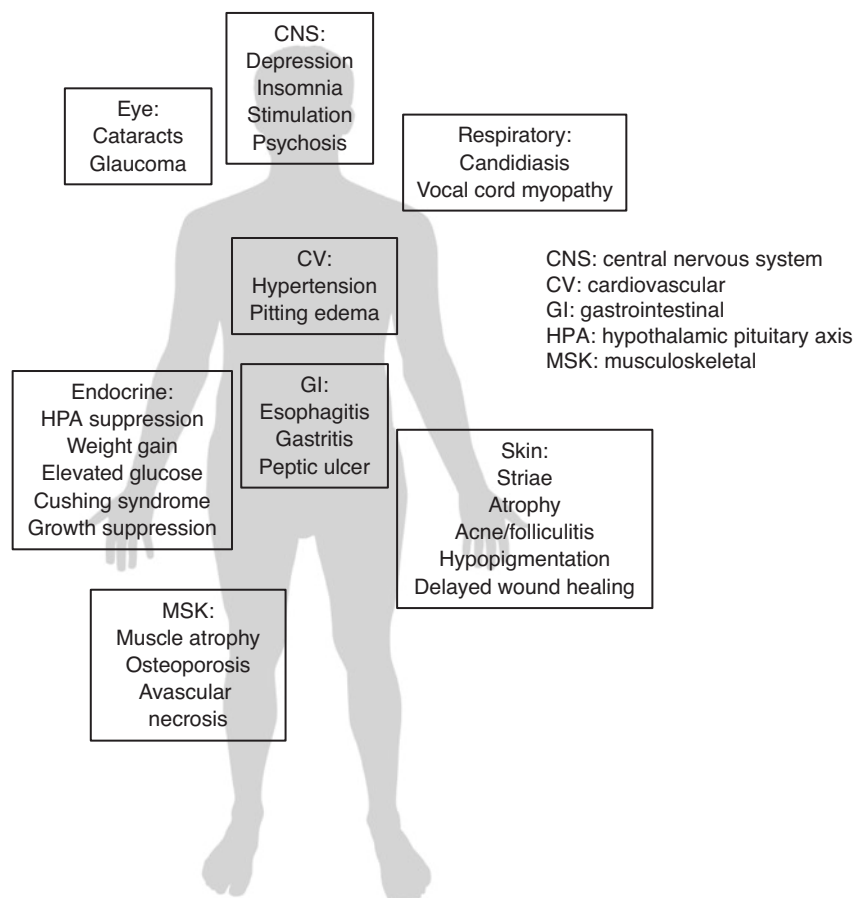 CNS:
Depression
Insomnia
Stimulation
Psychosis
Eye:
Cataracts
Glaucoma
Respiratory:
Candidiasis
Vocal cord myopathy
CV:
Hypertension
Pitting edema
CNS: central nervous system
CV: cardiovascular
GI: gastrointestinal
HPA: hypothalamic pituitary axis
MSK: musculoskeletal
Endocrine:
HPA suppression
Weight gain
Elevated glucose
Cushing syndrome
Growth suppression
GI:
Esophagitis
Gastritis
Peptic ulcer
Skin:
Striae
Atrophy
Acne/folliculitis
Hypopigmentation
Delayed wound healing
MSK:
Muscle atrophy
Osteoporosis
Avascular
necrosis